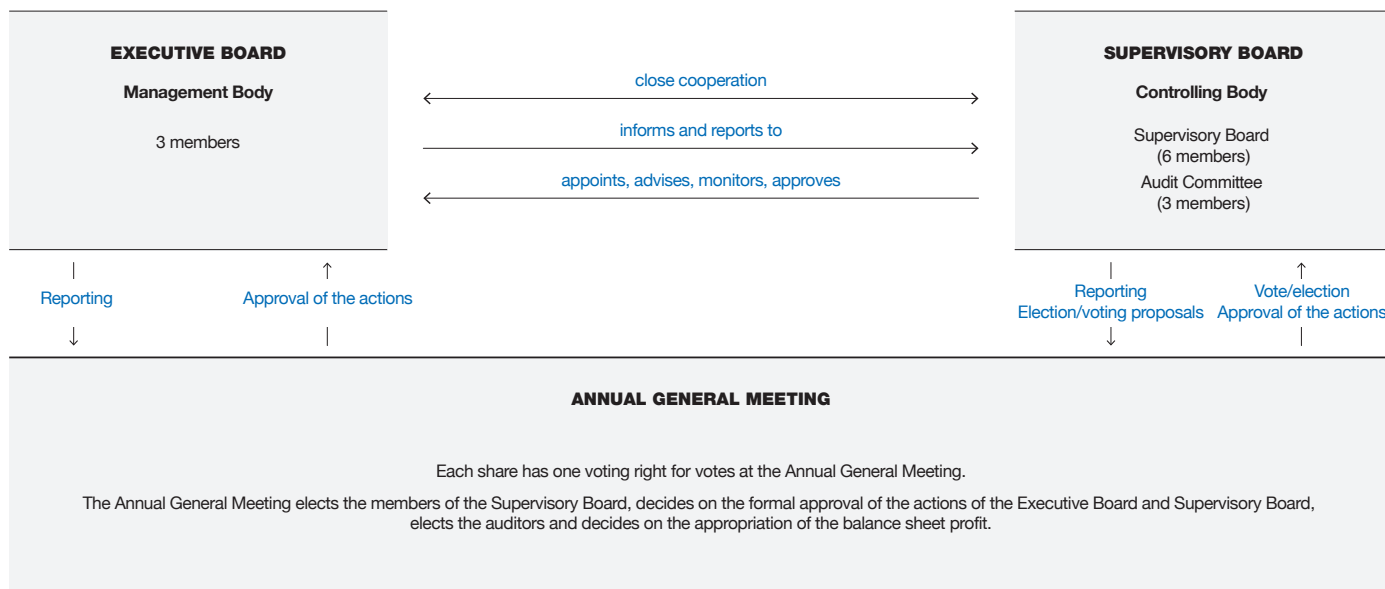 EXECUTIVE BOARD
Management Body
3 members
close cooperation
informs and reports to
appoints, advises, monitors, approves
SUPERVISORY BOARD
Controlling Body
Supervisory Board
(6 members)
Audit Committee
(3 members)
Reporting
Approval of the actions
Reporting
Election/voting proposals
Vote/election
Approval of the actions
ANNUAL GENERAL MEETING
Each share has one voting right for votes at the Annual General Meeting.
The Annual General Meeting elects the members of the Supervisory Board, decides on the formal approval of the actions of the Executive Board and Supervisory Board,
elects the auditors and decides on the appropriation of the balance sheet profit.